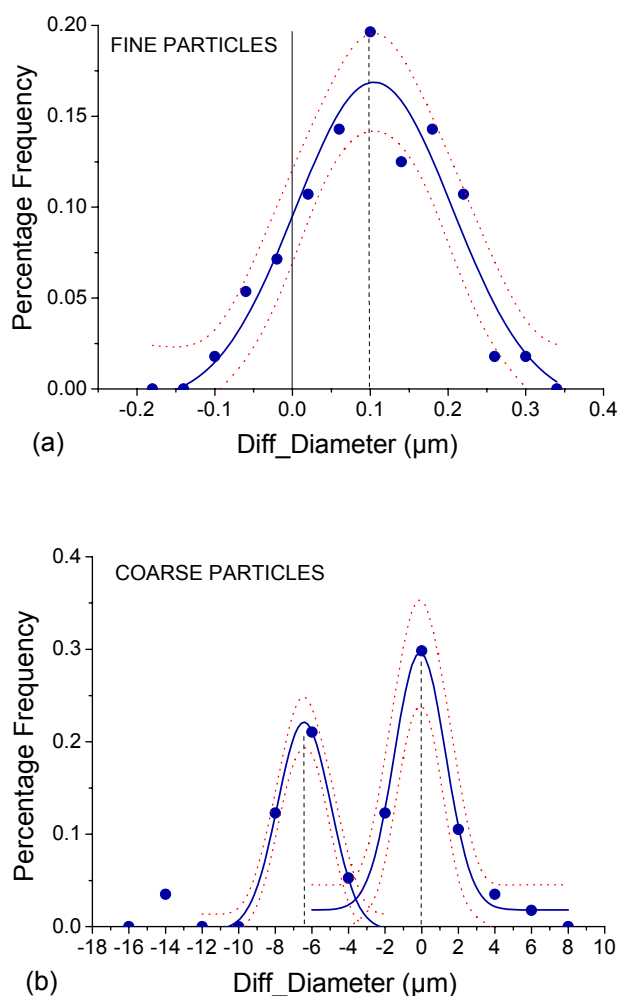 FINE PARTICLES
0.20
0.15
0.10
0.05
0.00
Percentage Frequency
-0.2 -0.1 0.0 0.1 0.2 0.3 0.4
Diff_Diameter (µm)
(a)
COARSE PARTICLES
0.4
0.3
0.2
0.1
0.0
Percentage Frequency
-18 -16 -14 -12 -10 -8 -6 -4 -2 0 2 4 6 8 10
Diff_Diameter (µm)
(b)